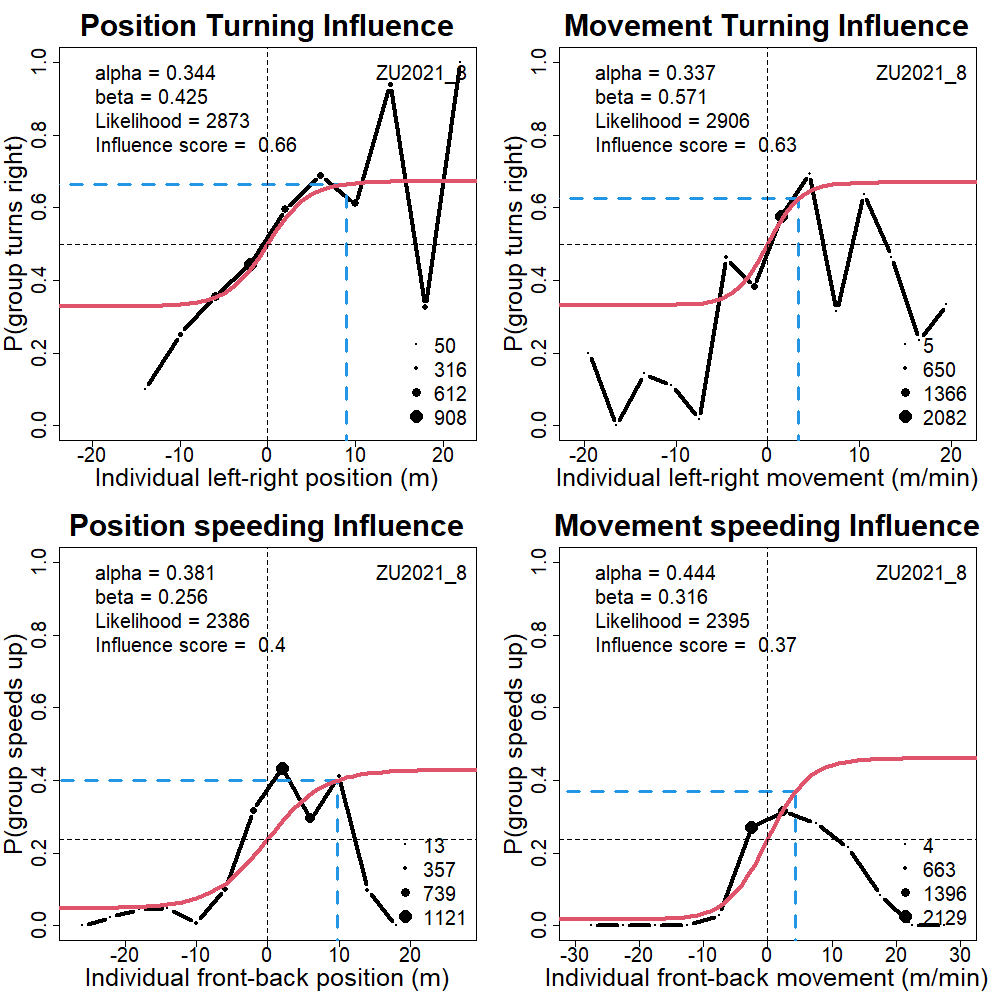 Position Turning Influence
P(group turns right)
1.0
0.8
0.6
0.4
0.2
0.0
alpha = 0.344
beta = 0.425
Likelihood = 2873
Influence score = 0.66
ZU2021_8
50
316
612
908
-20 -10 0 10 20
Individual left-right position (m)
Movement Turning Influence
P(group turns right)
1.0
0.8
0.6
0.4
0.2
0.0
alpha = 0.337
beta = 0.571
Likelihood = 2906
Influence score = 0.63
ZU2021_8
5
650
1366
2082
-20 -10 0 10 20
Individual left-right movement (m/min)
Position speeding Influence
P(group speeds up)
1.0
0.8
0.6
0.4
0.2
0.0
alpha = 0.381
beta = 0.256
Likelihood = 2386
Influence score = 0.4
ZU2021_8
13
357
739
1121
-20 -10 0 10 20
Individual front-back position (m)
Movement speeding Influence
P(group speeds up)
1.0
0.8
0.6
0.4
0.2
0.0
alpha = 0.444
beta = 0.316
Likelihood = 2395
Influence score = 0.37
ZU2021_8
4
663
1396
2129
-30 -20 -10 0 10 20 30
Individual front-back movement (m/min)